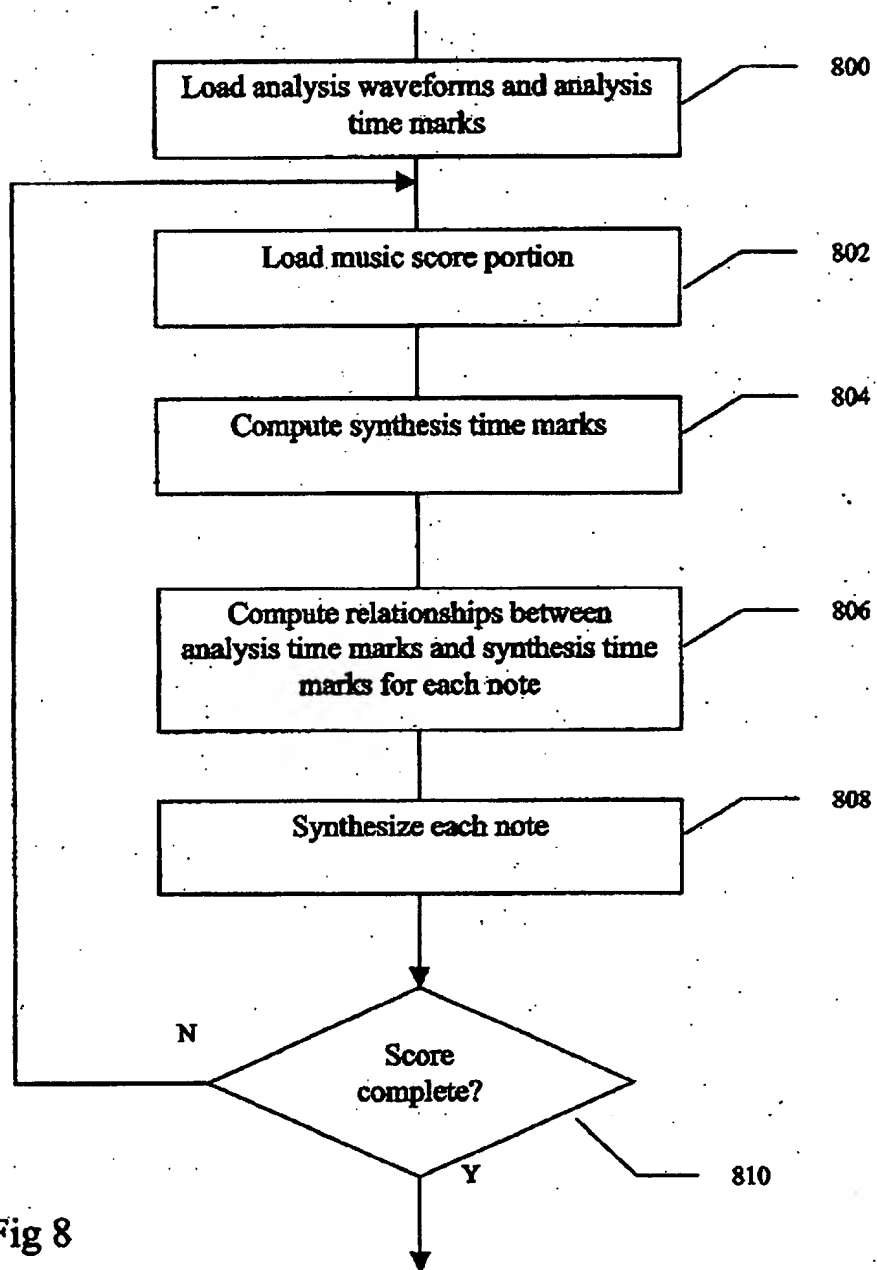 Load analysis waveforms and analysis
time marks
800
Load music score portion
802
Compute synthesis time marks
804
Compute relationships between
analysis time marks and synthesis time
marks for each note
806
Synthesize each note
808
N
Score
complete?
Y
810
Fig 8